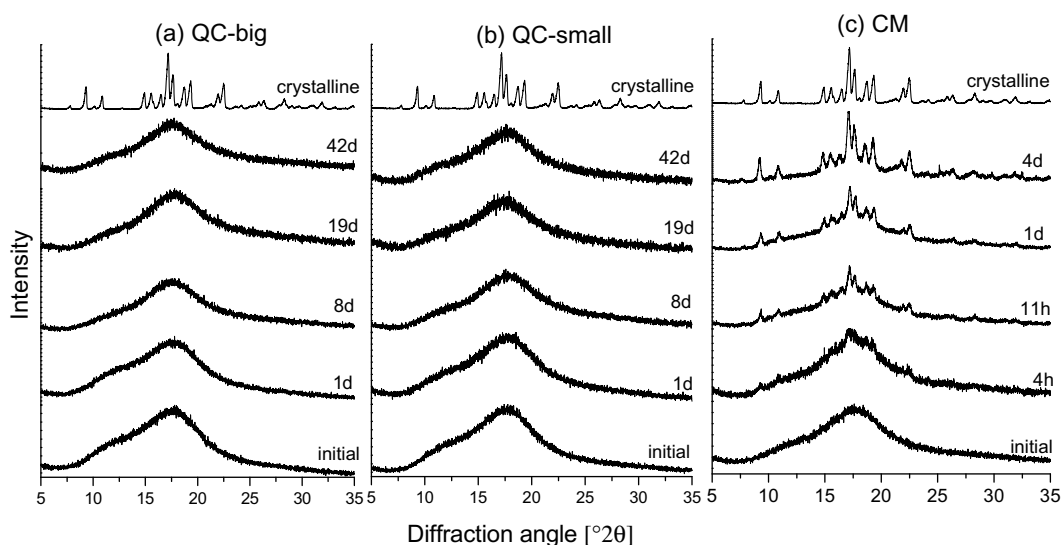 (a) QC-big
(b) QC-small
(c) CM
crystalline
42d
19d
8d
1d
initial
crystalline
42d
19d
8d
1d
initial
crystalline
4d
1d
11h
4h
initial
Intensity
5 10 15 20 25 30 35
5 10 15 20 25 30 35
5 10 15 20 25 30 35
Diffraction angle [°2θ]